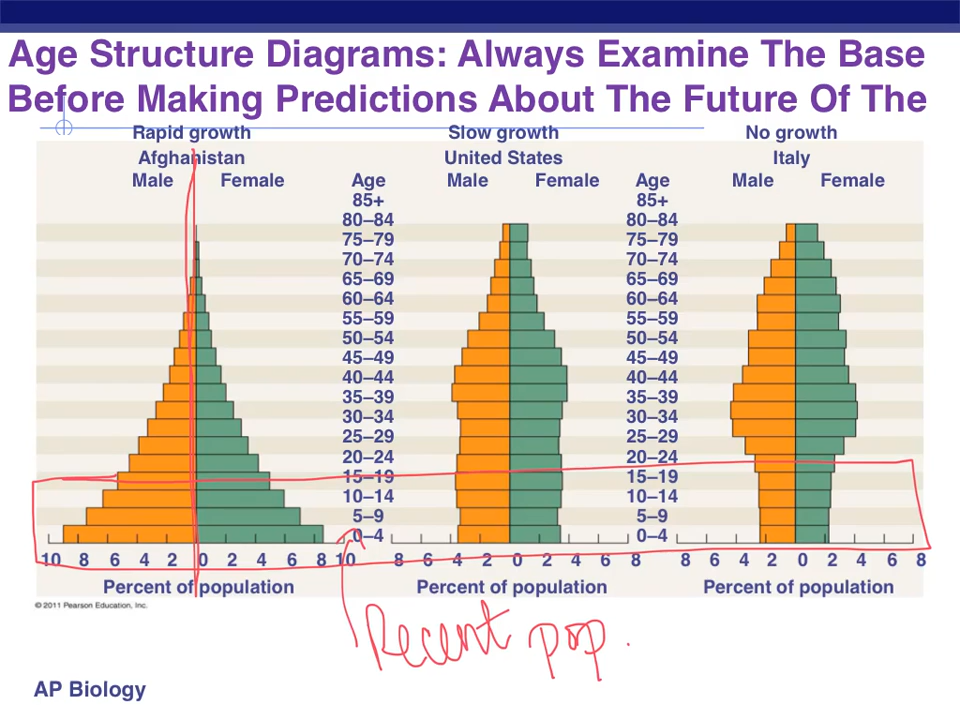 Age Structure Diagrams: Always Examine The Base
Before Making Predictions About The Future Of The
Rapid growth Slow growth No growth
Afghanistan United States Italy
Male Female Age Male Female Age Male Female
85+ 85+
80–84 80–84
75–79 75–79
70–74 70–74
65–69 65–69
60–64 60–64
55–59 55–59
50–54 50–54
45–49 45–49
40–44 40–44
35–39 35–39
30–34 30–34
25–29 25–29
20–24 20–24
15–19 15–19
10–14 10–14
5–9 5–9
0–4 0–4
10 8 6 4 2 0 2 4 6 8 10 8 6 4 2 0 2 4 6 8 8 6 4 2 0 2 4 6 8
Percent of population Percent of population Percent of population
© 2011 Pearson Education, Inc.
Recent pop.
AP Biology